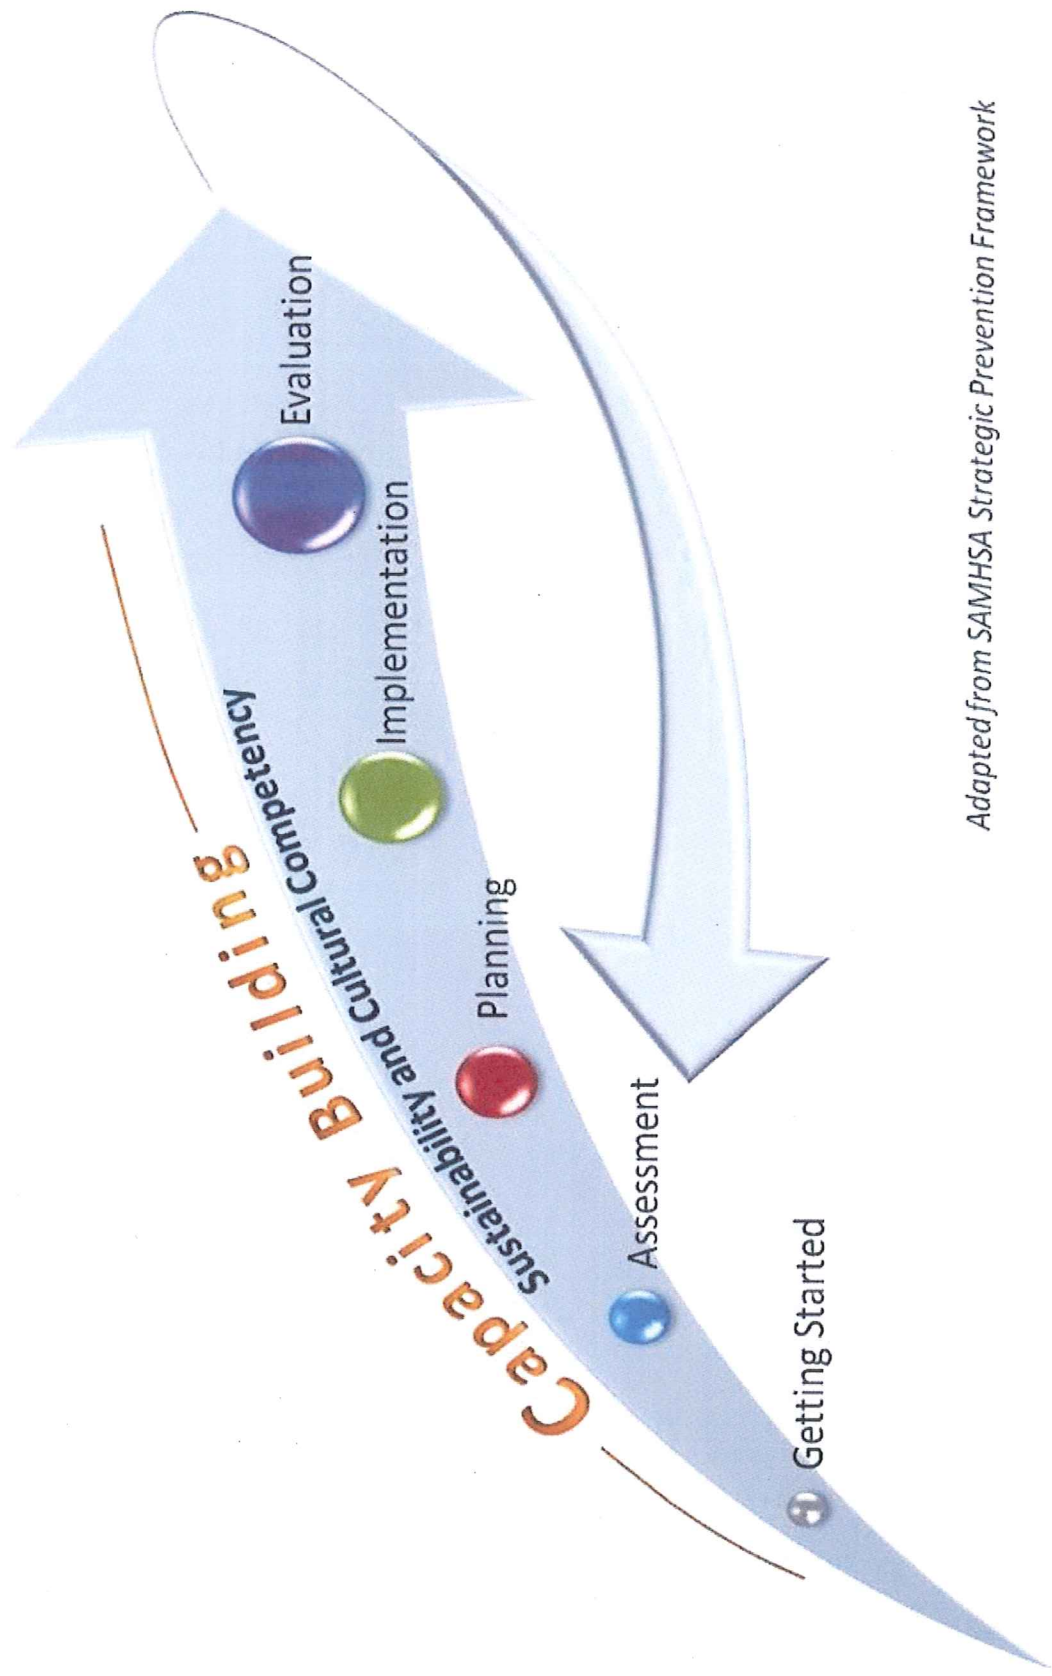 Capacity Building
Sustainability and Cultural Competency
Getting Started
Assessment
Planning
Implementation
Evaluation
Adapted from SAMHSA Strategic Prevention Framework